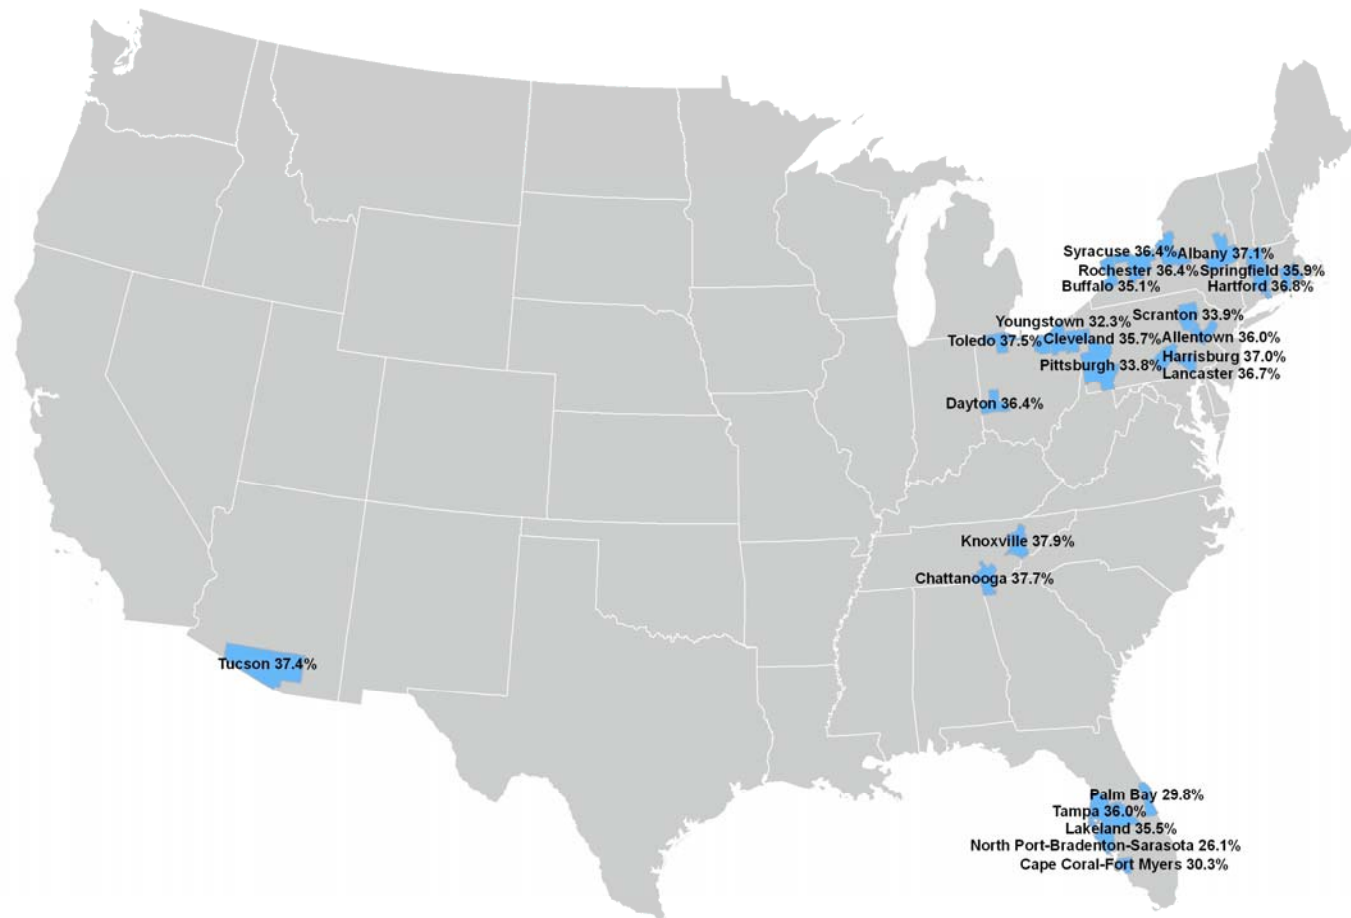 Syracuse 36.4%
Albany 37.1%
Rochester 36.4%
Springfield 35.9%
Buffalo 35.1%
Hartford 36.8%
Scranton 33.9%
Youngstown 32.3%
Toledo 37.5%
Cleveland 35.7%
Allentown 36.0%
Harrisburg 37.0%
Pittsburgh 33.8%
Lancaster 36.7%
Dayton 36.4%
Knoxville 37.9%
Chattanooga 37.7%
Tucson 37.4%
Palm Bay 29.8%
Tampa 36.0%
Lakeland 35.5%
North Port-Bradenton-Sarasota 26.1%
Cape Coral-Fort Myers 30.3%